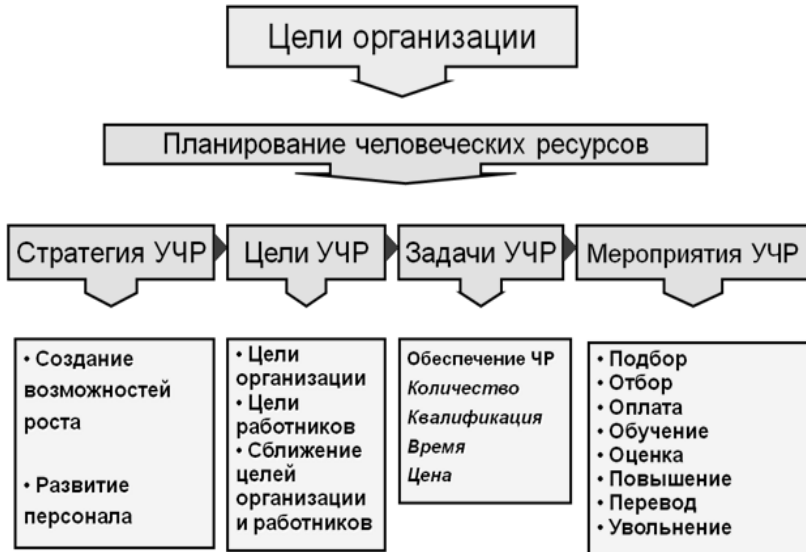 Цели организации
Планирование человеческих ресурсов
Стратегия УЧР
Цели УЧР
Задачи УЧР
Мероприятия УЧР
• Создание
возможностей
роста
• Развитие
персонала
• Цели
организации
• Цели
работников
• Сближение
целей
организации
и работников
Обеспечение ЧР
Количество
Квалификация
Время
Цена
• Подбор
• Отбор
• Оплата
• Обучение
• Оценка
• Повышение
• Перевод
• Увольнение